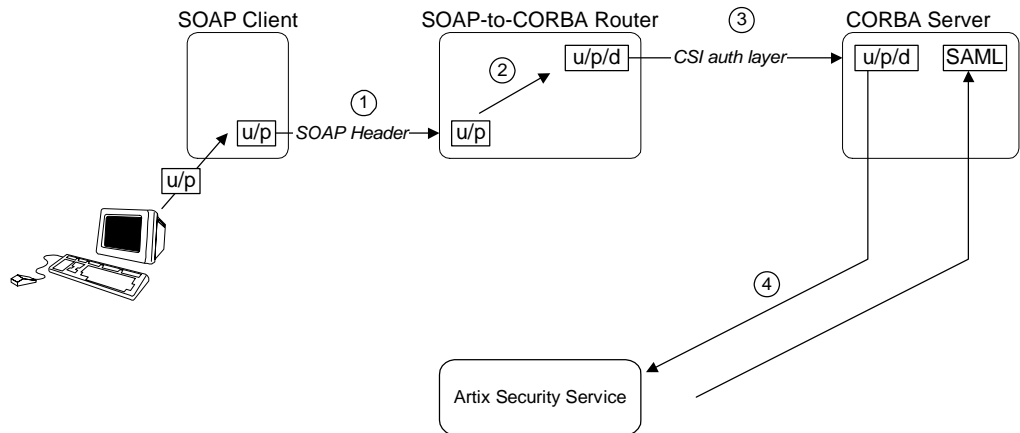 SOAP Client
SOAP-to-CORBA Router
3
CORBA Server
u/p/d
CSI auth layer
u/p/d
SAML
2
1
u/p
SOAP Header
u/p
u/p
4
Artix Security Service